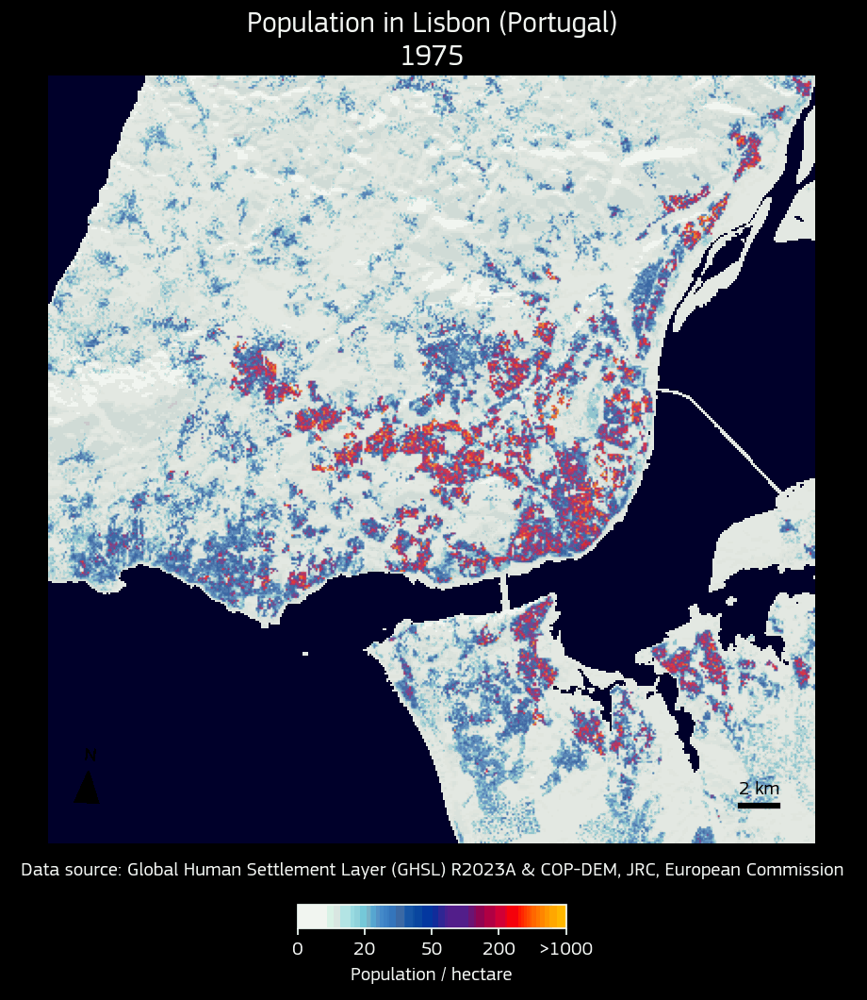 Population in Lisbon (Portugal)
1975
N
2 km
Data source: Global Human Settlement Layer (GHSL) R2023A & COP-DEM, JRC, European Commission
0 20 50 200 >1000
Population / hectare